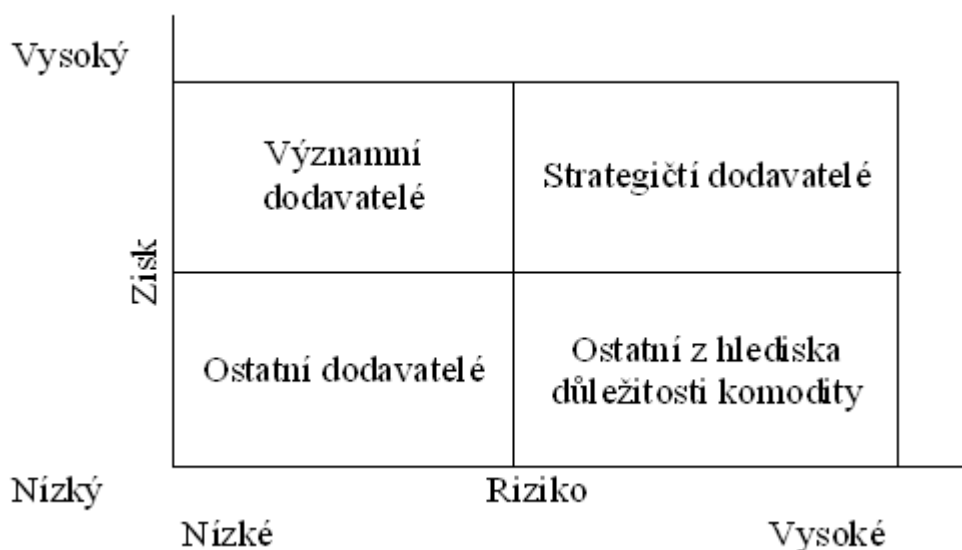 Vysoký
Významní
dodavatelé
Strategičtí dodavatelé
Zisk
Ostatní dodavatelé
Ostatní z hlediska
důležitosti komodity
Nízký
Riziko
Nízké
Vysoké